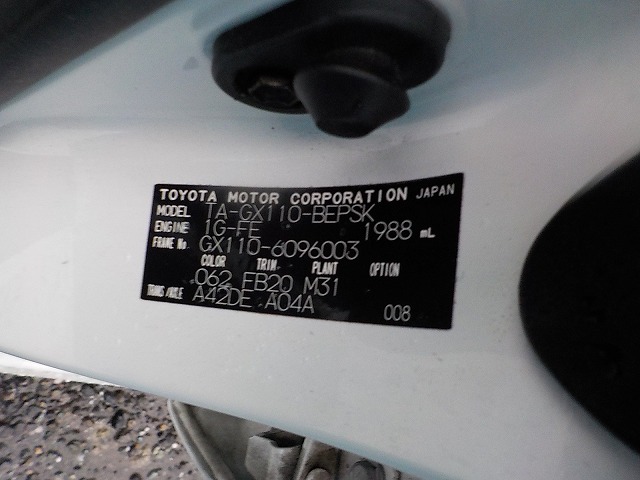 TOYOTA MOTOR CORPORATION JAPAN
MODEL TA-GX110-BEPSK
ENGINE 1G-FE 1988 mL
FRAME No. GX110-6096003
COLOR TRIM PLANT OPTION
062 FB20 M31
TRANS/AXLE A42DE A04A 008